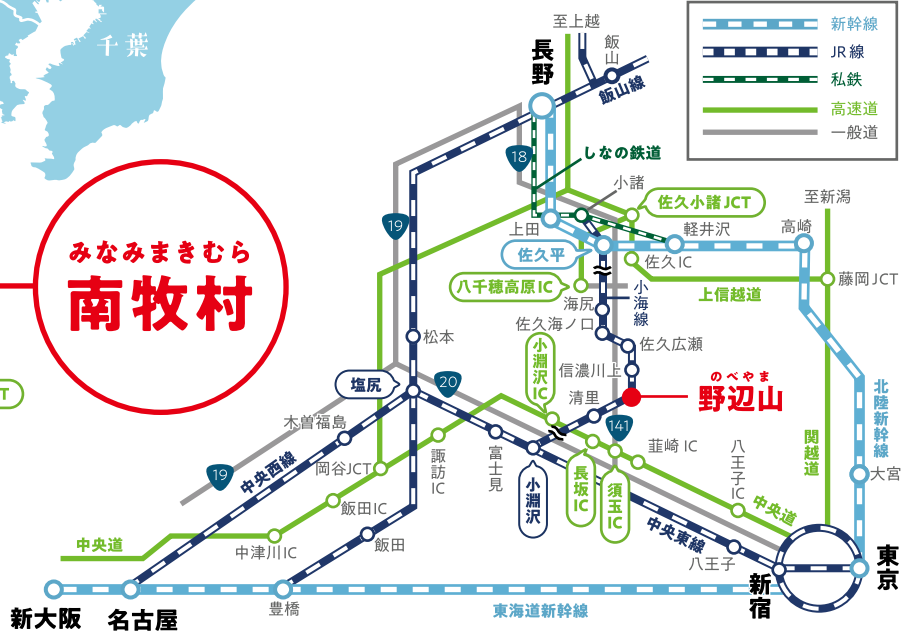 千葉
新幹線
JR線
私鉄
高速道
一般道
みなみまきむら
南牧村
T
至上越
飯山
長野
飯山線
18
しなの鉄道
小諸
佐久小諸JCT
至新潟
19
上田
佐久平
軽井沢
高崎
佐久IC
八千穂高原IC
小海線
上信越道
藤岡JCT
海尻
佐久海ノ口
松本
小淵沢IC
佐久広瀬
信濃川上
塩尻
20
清里
のべやま
野辺山
北陸新幹線
木曽福島
141
韮崎IC
関越道
八王子IC
19
中央西線
岡谷JCT
諏訪IC
富士見
小淵沢
長坂IC
須玉IC
大宮
飯田IC
中央道
中央道
中津川IC
飯田
中央東線
八王子
東京
新宿
新大阪
名古屋
豊橋
東海道新幹線